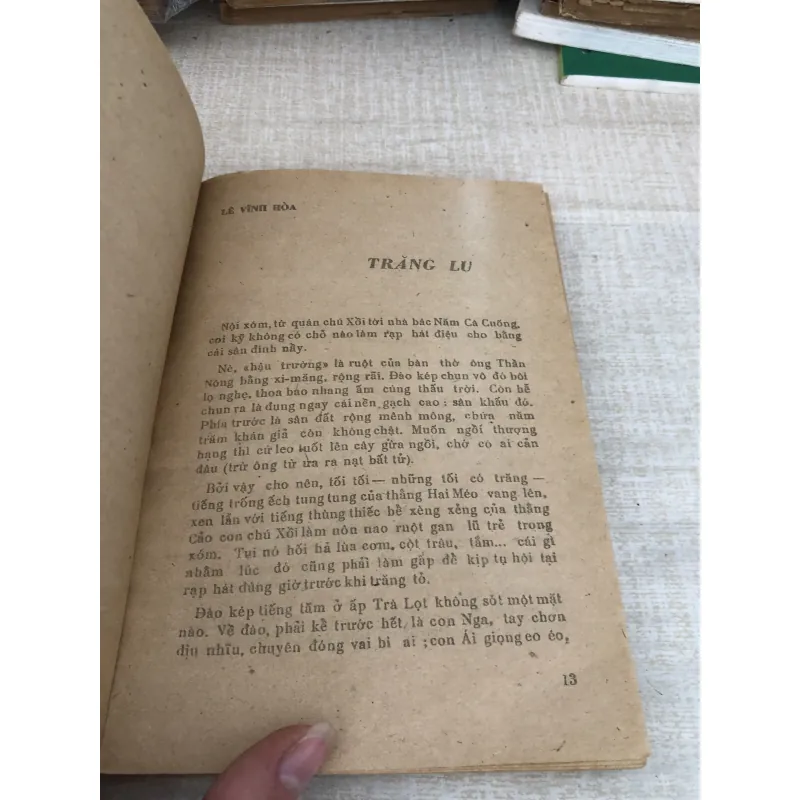 LÊ VĨNH HÒA
TRĂNG LU
Nội xóm, từ quán chú Xồi tới nhà bác Năm Cà Cuống,
coi kỹ không có chỗ nào làm rạp hát điệu cho bằng
cái sân đình nầy.
Nè, «hậu trường» là ruột của bàn thờ ông Thần
Nông bằng xi-măng, rộng rãi. Đào kép chun vô đó bôi
lọ nghẹ, thoa báo nhang ấm cúng thấu trời. Còn bề
chun ra là đụng ngay cái nền gạch cao: sân khấu đó.
Phía trước là sân đất rộng mênh mông, chứa năm
trăm khán giả còn không chật. Muốn ngồi thượng
hạng thì cứ leo tuốt lên cây gừa ngồi, chớ có ai cản
đâu (trừ ông từ ưa ra nạt bất tử).
Bởi vậy cho nên, tối tối — những tối có trăng —
tiếng trống ếch tung tung của thằng Hai Méo vang lên,
xen lẫn với tiếng thùng thiếc bể xèng xẻng của thằng
Cảo con chú Xồi làm nôn nao ruột gan lũ trẻ trong
xóm. Tụi nó hối hả lùa cơm, cột trâu, tắm... cái gì
nhằm lúc đó cũng phải làm gấp để kịp tụ hội tại
rạp hát đúng giờ trước khi trăng tỏ.
Đào kép tiếng tăm ở ấp Trà Lọt không sót một mặt
nào. Về đào, phải kể trước hết, là con Nga, tay chơn
dịu nhĩu, chuyên đóng vai bi ai ; con Ái giọng eo éo,
13